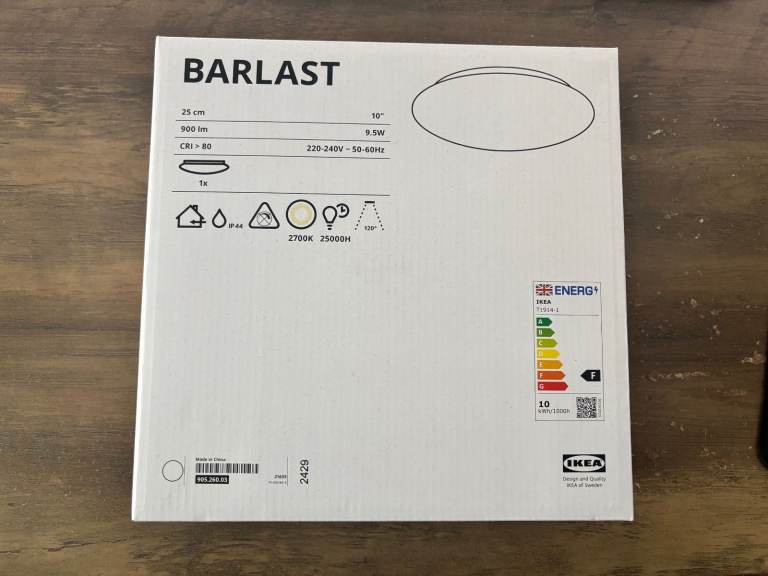 BARLAST
25 cm 10"
900 lm 9.5W
CRI > 80 220-240V ~ 50-60Hz
1x
IP44
2700K 25000H 120°
ENERG
IKEA
T1914-1
A
B
C
D
E
F
G
F
10
kWh/1000h
Made in China
905.260.03
2429
IKEA
Design and Quality
IKEA of Sweden